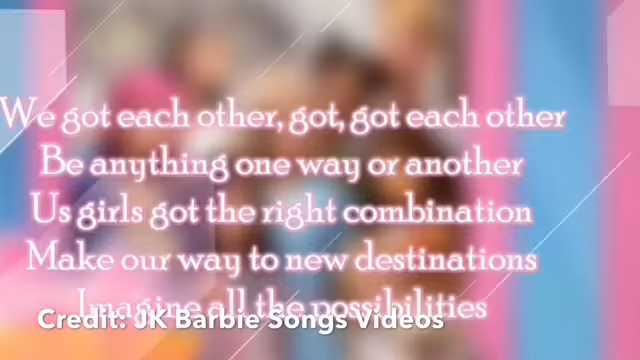 We got each other, got, got each other
Be anything one way or another
Us girls got the right combination
Make our way to new destinations
Imagine all the possibilities
Credit: JK Barbie Songs Videos